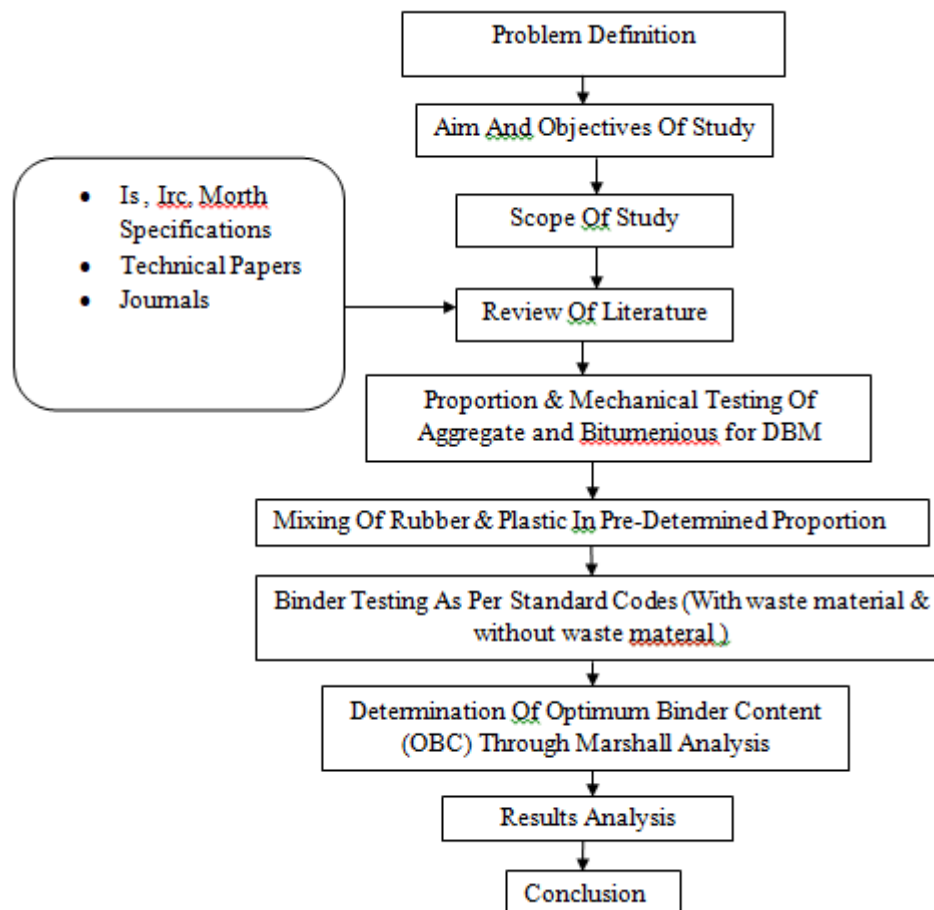 Problem Definition
Aim And Objectives Of Study
• Is , Irc, Morth
Specifications
• Technical Papers
• Journals
Scope Of Study
Review Of Literature
Proportion & Mechanical Testing Of
Aggregate and Bitumenious for DBM
Mixing Of Rubber & Plastic In Pre-Determined Proportion
Binder Testing As Per Standard Codes (With waste material &
without waste materal )
Determination Of Optimum Binder Content
(OBC) Through Marshall Analysis
Results Analysis
Conclusion